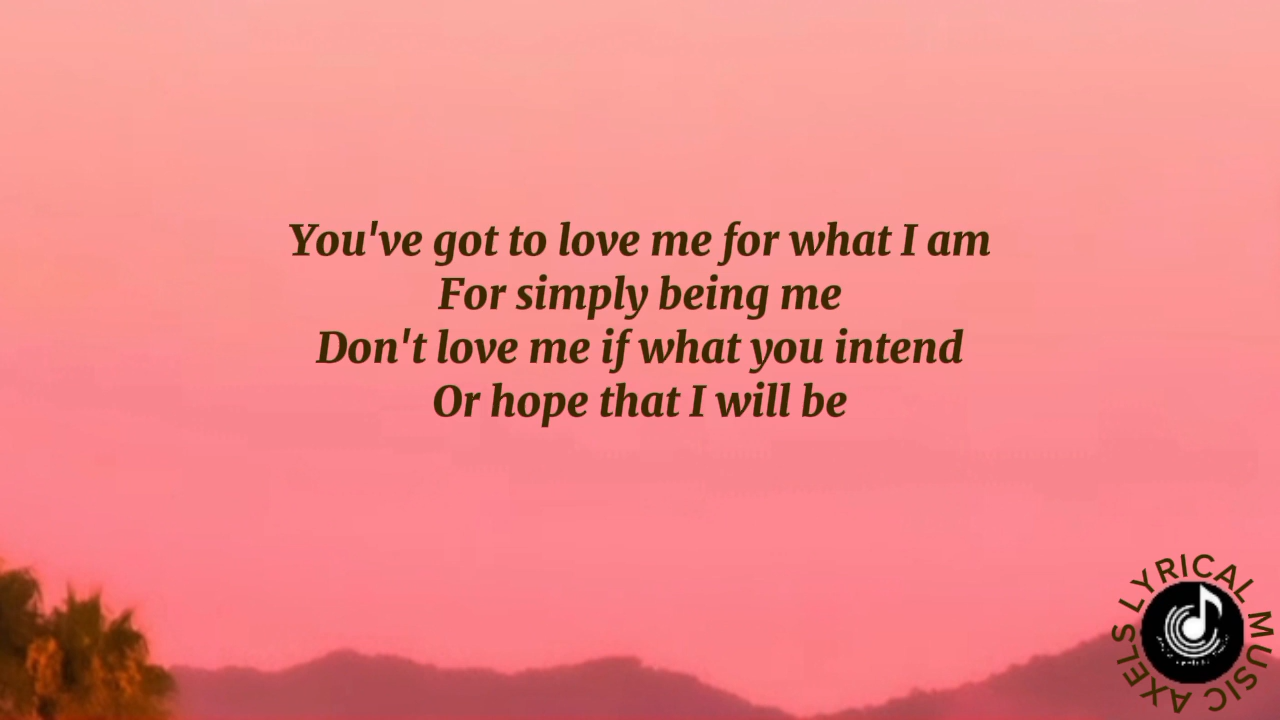 You've got to love me for what I am
For simply being me
Don't love me if what you intend
Or hope that I will be
AXELS LYRICAL MUSIC